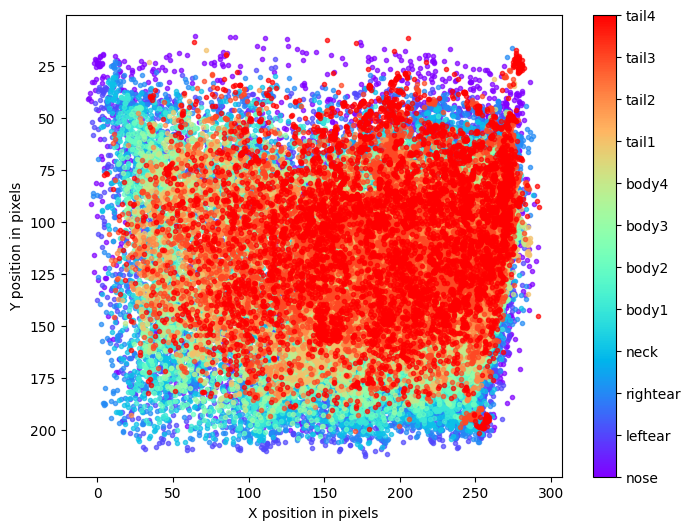 25
50
75
100
125
150
175
200
Y position in pixels
0
50
100
150
200
250
300
X position in pixels
tail4
tail3
tail2
tail1
body4
body3
body2
body1
neck
rightear
leftear
nose